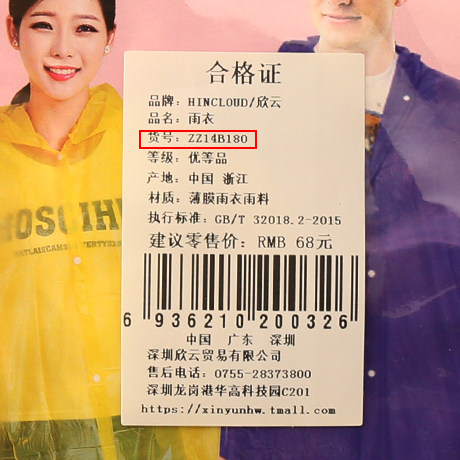 合格证
品牌：HINCLOUD/欣云
品名：雨衣
货号：ZZ14B180
等级：优等品
产地：中国 浙江
材质：薄膜雨衣雨料
执行标准：GB/T 32018.2-2015
建议零售价：RMB 68元
6 936210 200326
中国 广东 深圳
深圳欣云贸易有限公司
售后电话：0755-28373800
深圳龙岗港华高科技园C201
https://xinyunhw.tmall.com
MOSCIHI